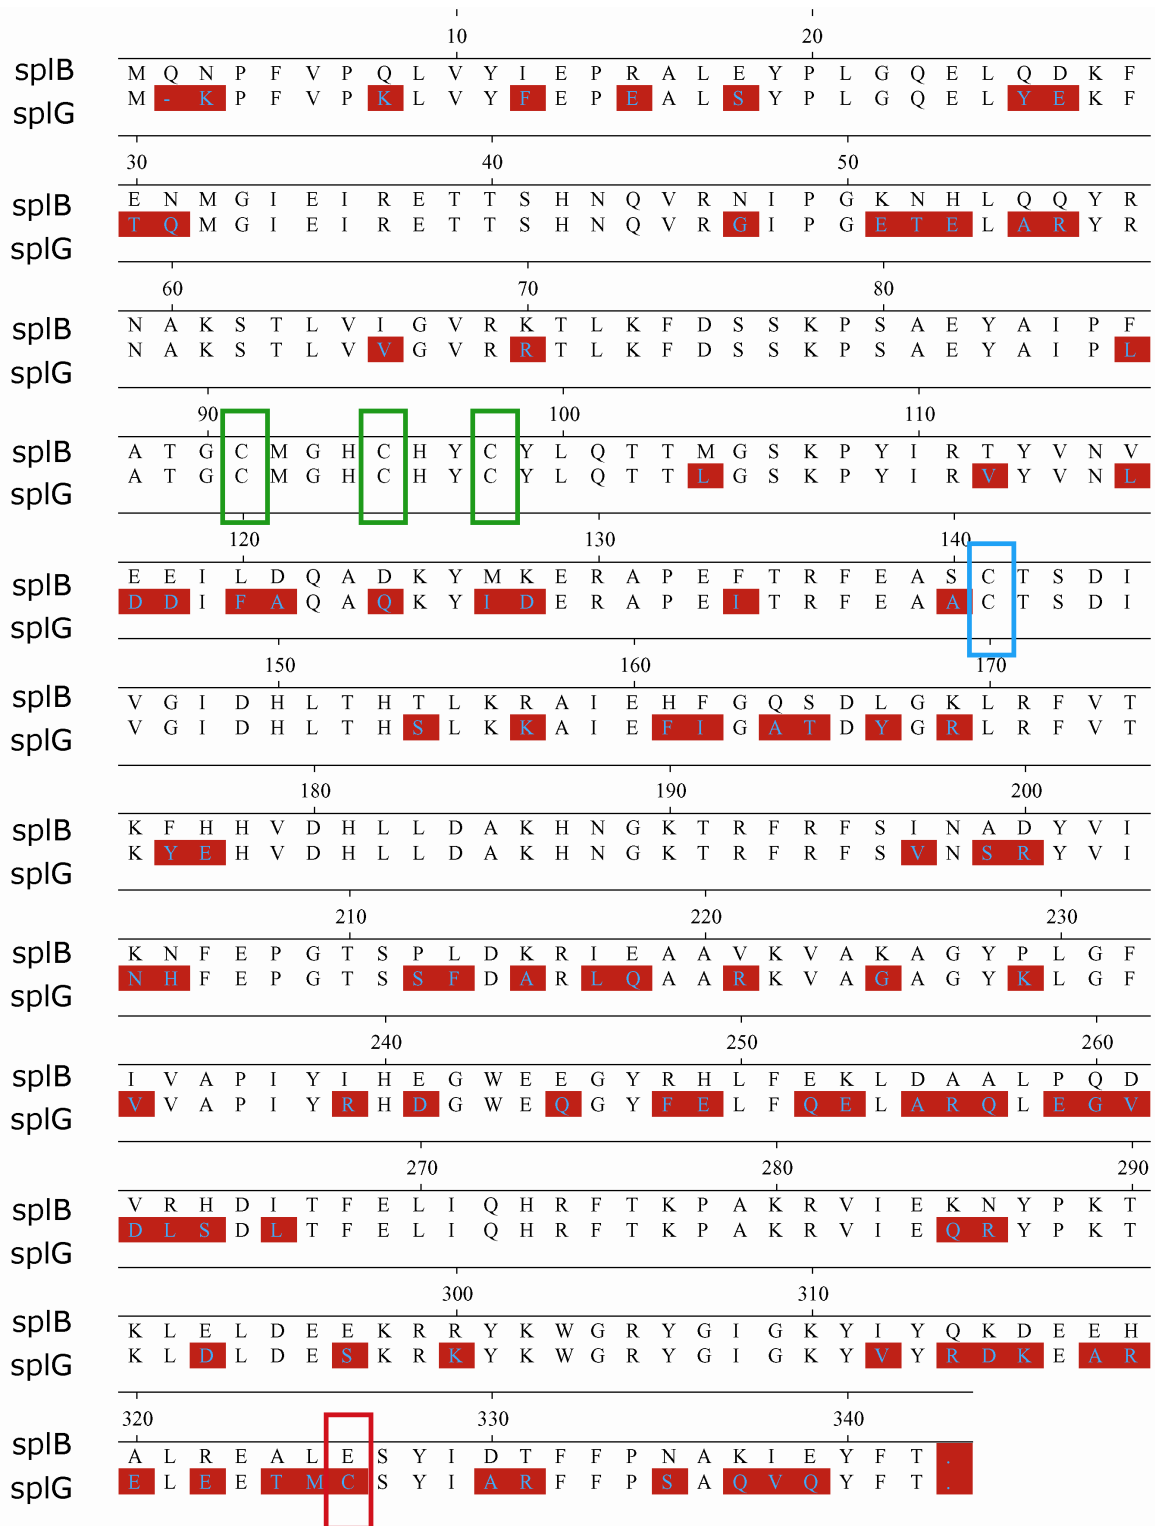 10 20
splB M Q N P F V P Q L V Y I E P R A L E Y P L G Q E L Q D K F
splG M - K P F V P K L V Y F E P E A L S Y P L G Q E L Y E K F
30 40 50
splB E N M G I E I R E T T S H N Q V R N I P G K N H L Q Q Y R
splG T Q M G I E I R E T T S H N Q V R G I P G E T E L A R Y R
60 70 80
splB N A K S T L V I G V R K T L K F D S S K P S A E Y A I P F
splG N A K S T L V V G V R R T L K F D S S K P S A E Y A I P L
90 100 110
splB A T G C M G H C H Y C Y L Q T T M G S K P Y I R T Y V N V
splG A T G C M G H C H Y C Y L Q T T L G S K P Y I R V Y V N L
120 130 140
splB E E I L D Q A D K Y M K E R A P E F T R F E A S C T S D I
splG D D I F A Q A Q K Y I D E R A P E I T R F E A A C T S D I
150 160 170
splB V G I D H L T H T L K R A I E H F G Q S D L G K L R F V T
splG V G I D H L T H S L K K A I E F I G A T D Y G R L R F V T
180 190 200
splB K F H H V D H L L D A K H N G K T R F R F S I N A D Y V I
splG K Y E H V D H L L D A K H N G K T R F R F S V N S R Y V I
210 220 230
splB K N F E P G T S P L D K R I E A A V K V A K A G Y P L G F
splG N H F E P G T S S F D A R L Q A A R K V A G A G Y K L G F
240 250 260
splB I V A P I Y I H E G W E E G Y R H L F E K L D A A L P Q D
splG V V A P I Y R H D G W E Q G Y F E L F Q E L A R Q L E G V
270 280 290
splB V R H D I T F E L I Q H R F T K P A K R V I E K N Y P K T
splG D L S D L T F E L I Q H R F T K P A K R V I E Q R Y P K T
300 310
splB K L E L D E E K R R Y K W G R Y G I G K Y I Y Q K D E E H
splG K L D L D E S K R K Y K W G R Y G I G K Y V Y R D K E A R
320 330 340
splB A L R E A L E S Y I D T F F P N A K I E Y F T .
splG E L E E T M C S Y I A R F F P S A Q V Q Y F T .